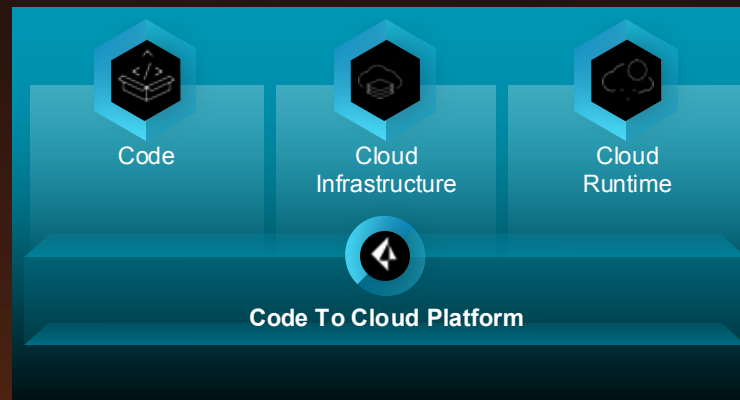 Code
Cloud
Infrastructure
Cloud
Runtime
Code To Cloud Platform